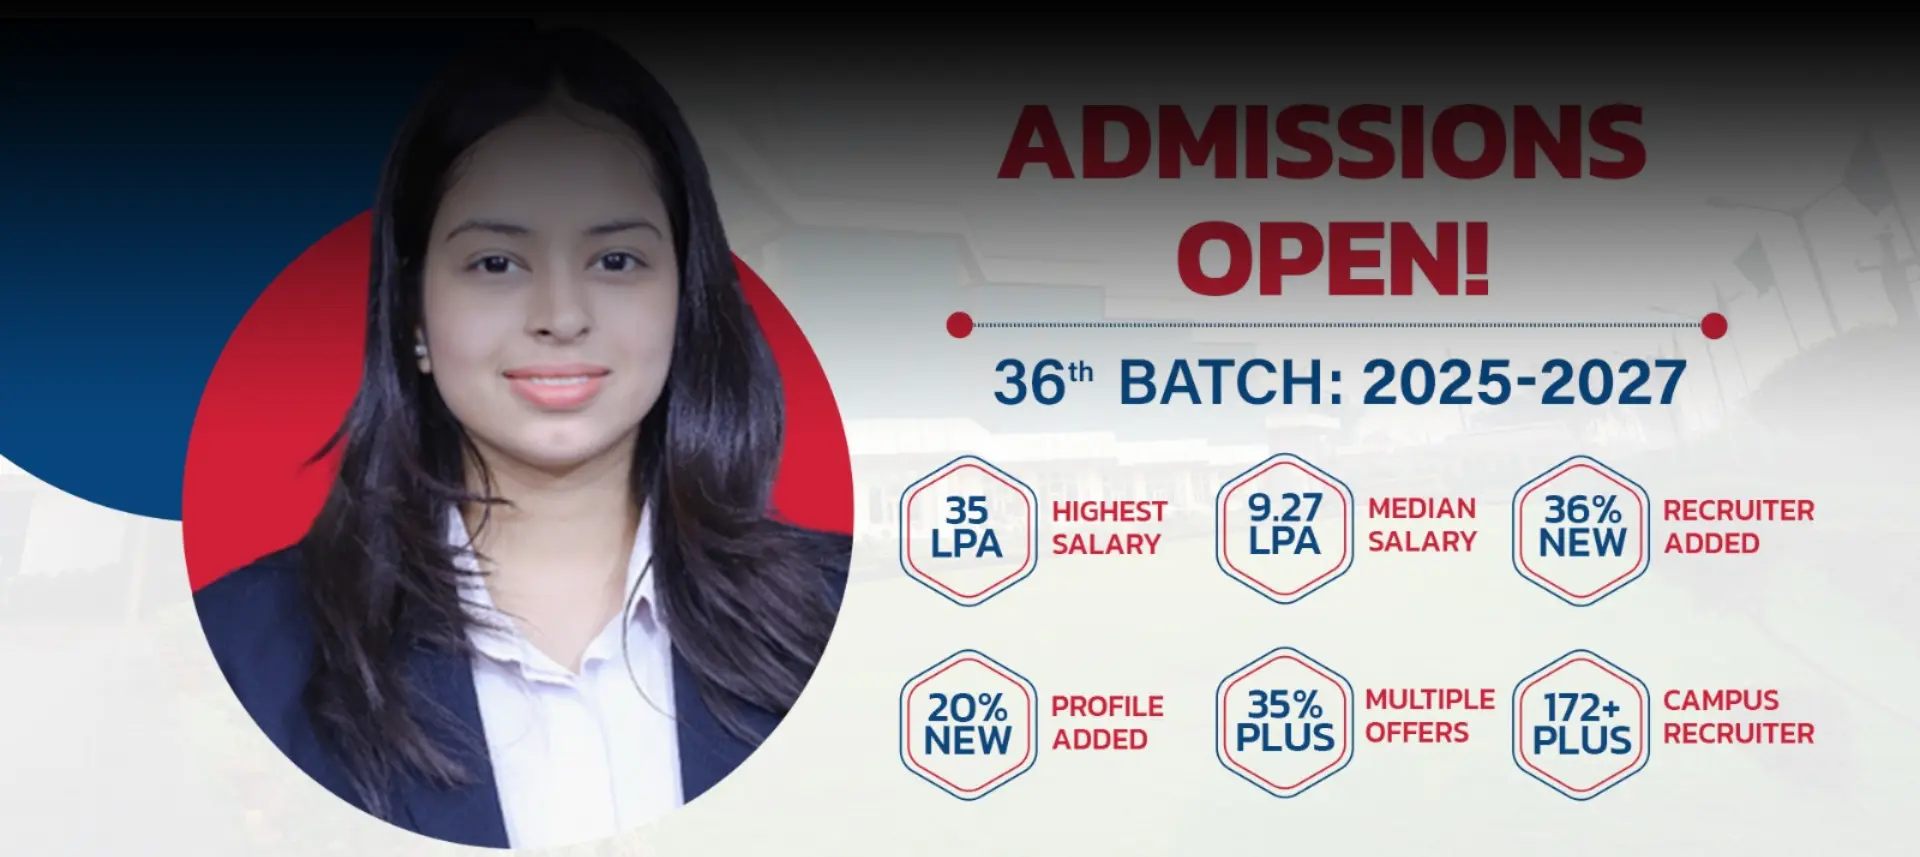 ADMISSIONS
OPEN!
36th BATCH: 2025-2027
35
LPA
HIGHEST
SALARY
9.27
LPA
MEDIAN
SALARY
36%
NEW
RECRUITER
ADDED
20%
NEW
PROFILE
ADDED
35%
PLUS
MULTIPLE
OFFERS
172+
PLUS
CAMPUS
RECRUITER